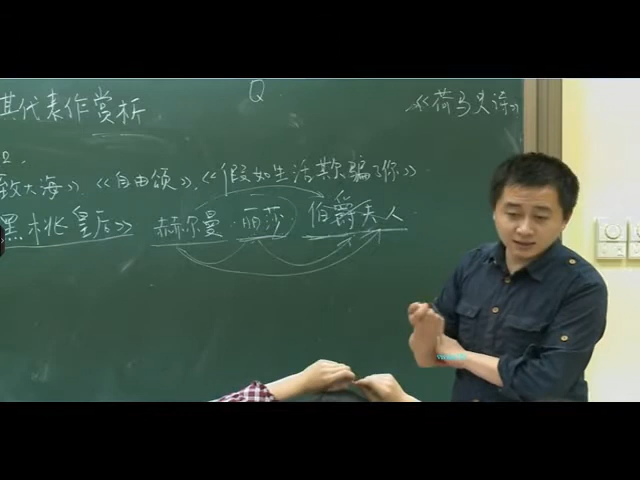 其代表作赏析
Q
《荷马史诗》
2.
致大海》、《自由颂》、《假如生活欺骗了你》
黑桃皇后》 赫尔曼 · 丽莎 伯爵夫人